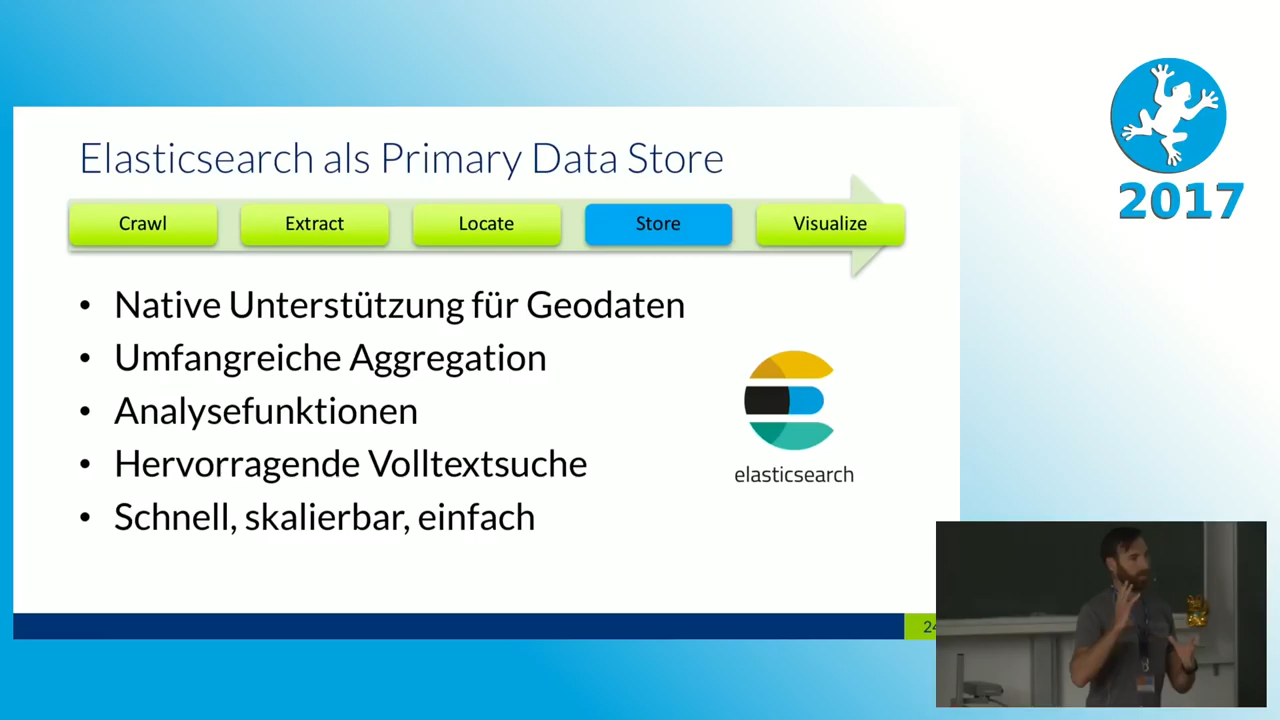 2017
Elasticsearch als Primary Data Store
Crawl
Extract
Locate
Store
Visualize
• Native Unterstützung für Geodaten
• Umfangreiche Aggregation
• Analysefunktionen
• Hervorragende Volltextsuche
• Schnell, skalierbar, einfach
elasticsearch
24